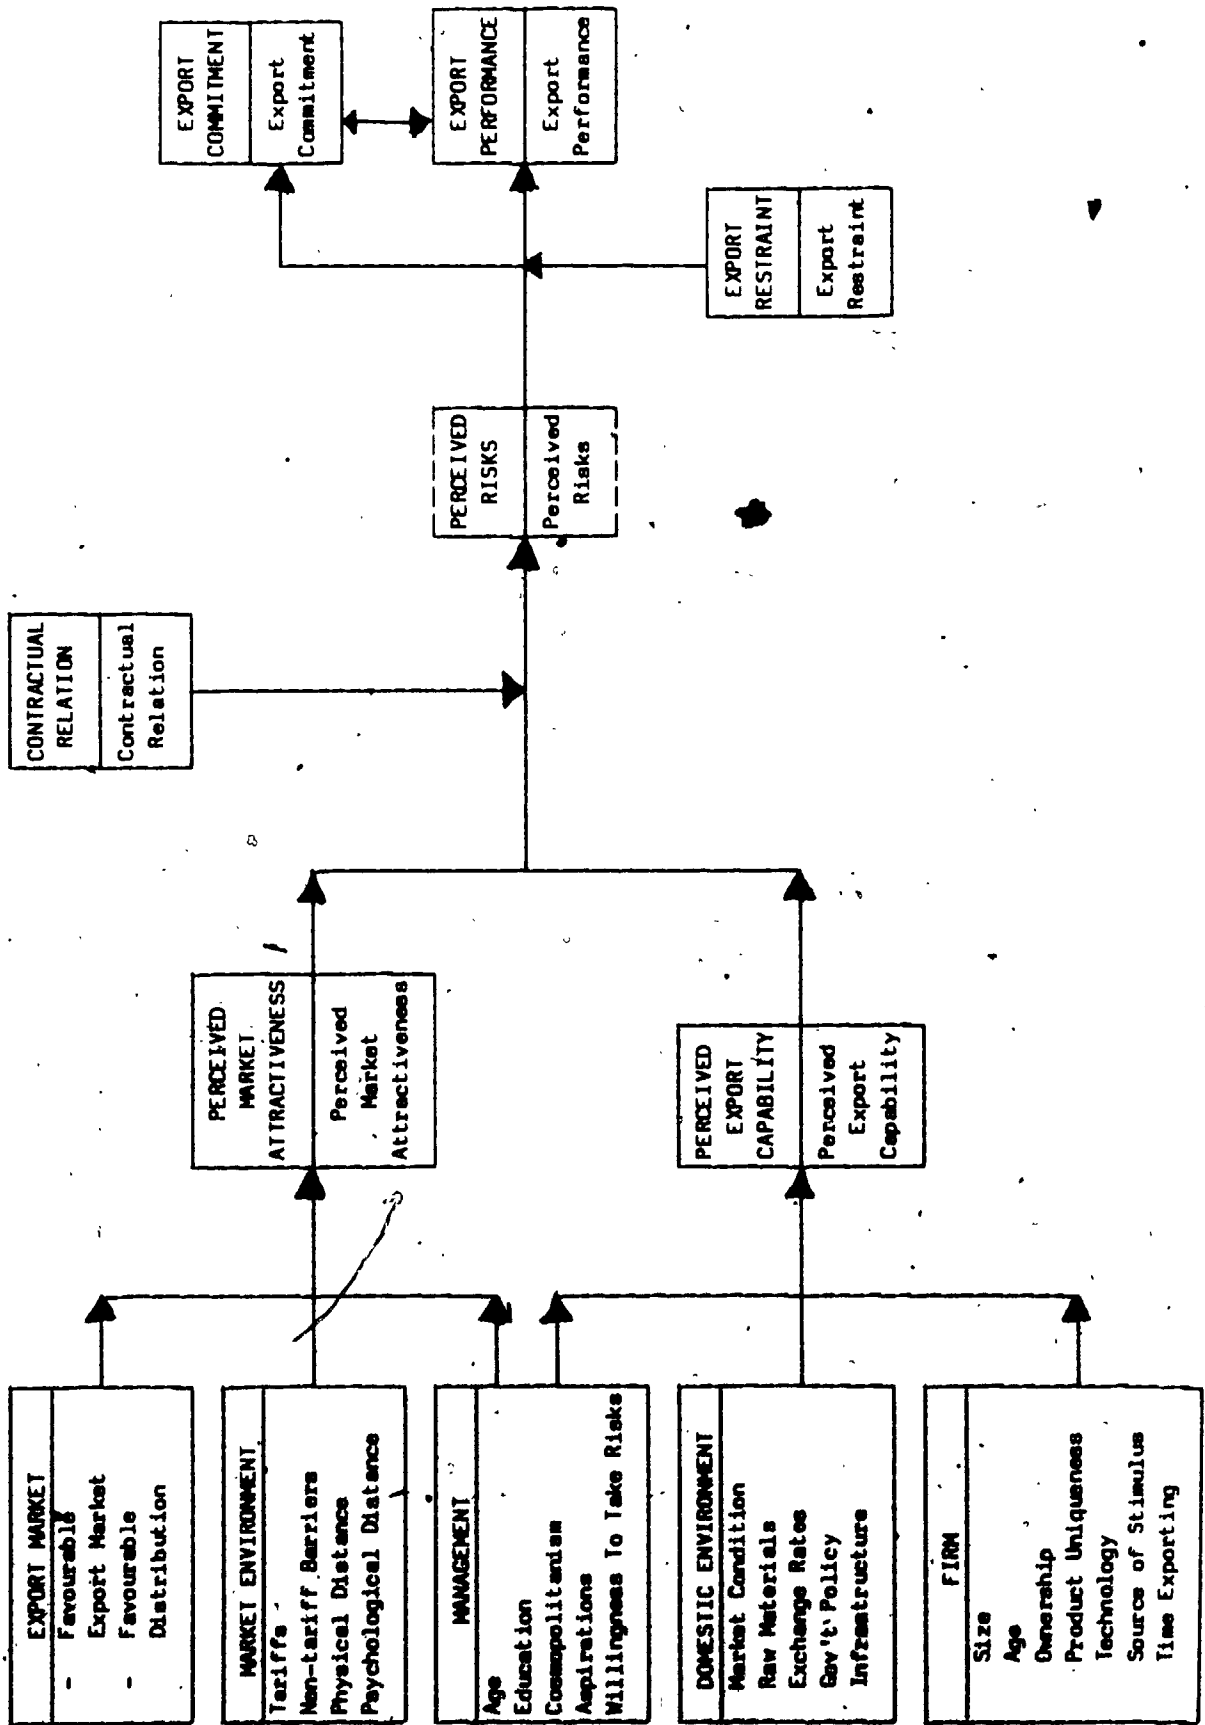 EXPORT MARKET
- Favourable
Export Market
- Favourable
Distribution
MARKET ENVIRONMENT
Tariffs
Non-tariff Barriers
Physical Distance
Psychological Distance
MANAGEMENT
Age
Education
Cosmopolitanism
Aspirations
Willingness To Take Risks
DOMESTIC ENVIRONMENT
Market Condition
Raw Materials
Exchange Rates
Gov't Policy
Infrastructure
FIRM
Size
Age
Ownership
Product Uniqueness
Technology
Source of Stimulus
Time Exporting
PERCEIVED
MARKET
ATTRACTIVENESS
Perceived
Market
Attractiveness
PERCEIVED
EXPORT
CAPABILITY
Perceived
Export
Capability
CONTRACTUAL
RELATION
Contractual
Relation
PERCEIVED
RISKS
Perceived
Risks
EXPORT
RESTRAINT
Export
Restraint
EXPORT
COMMITMENT
Export
Commitment
EXPORT
PERFORMANCE
Export
Performance